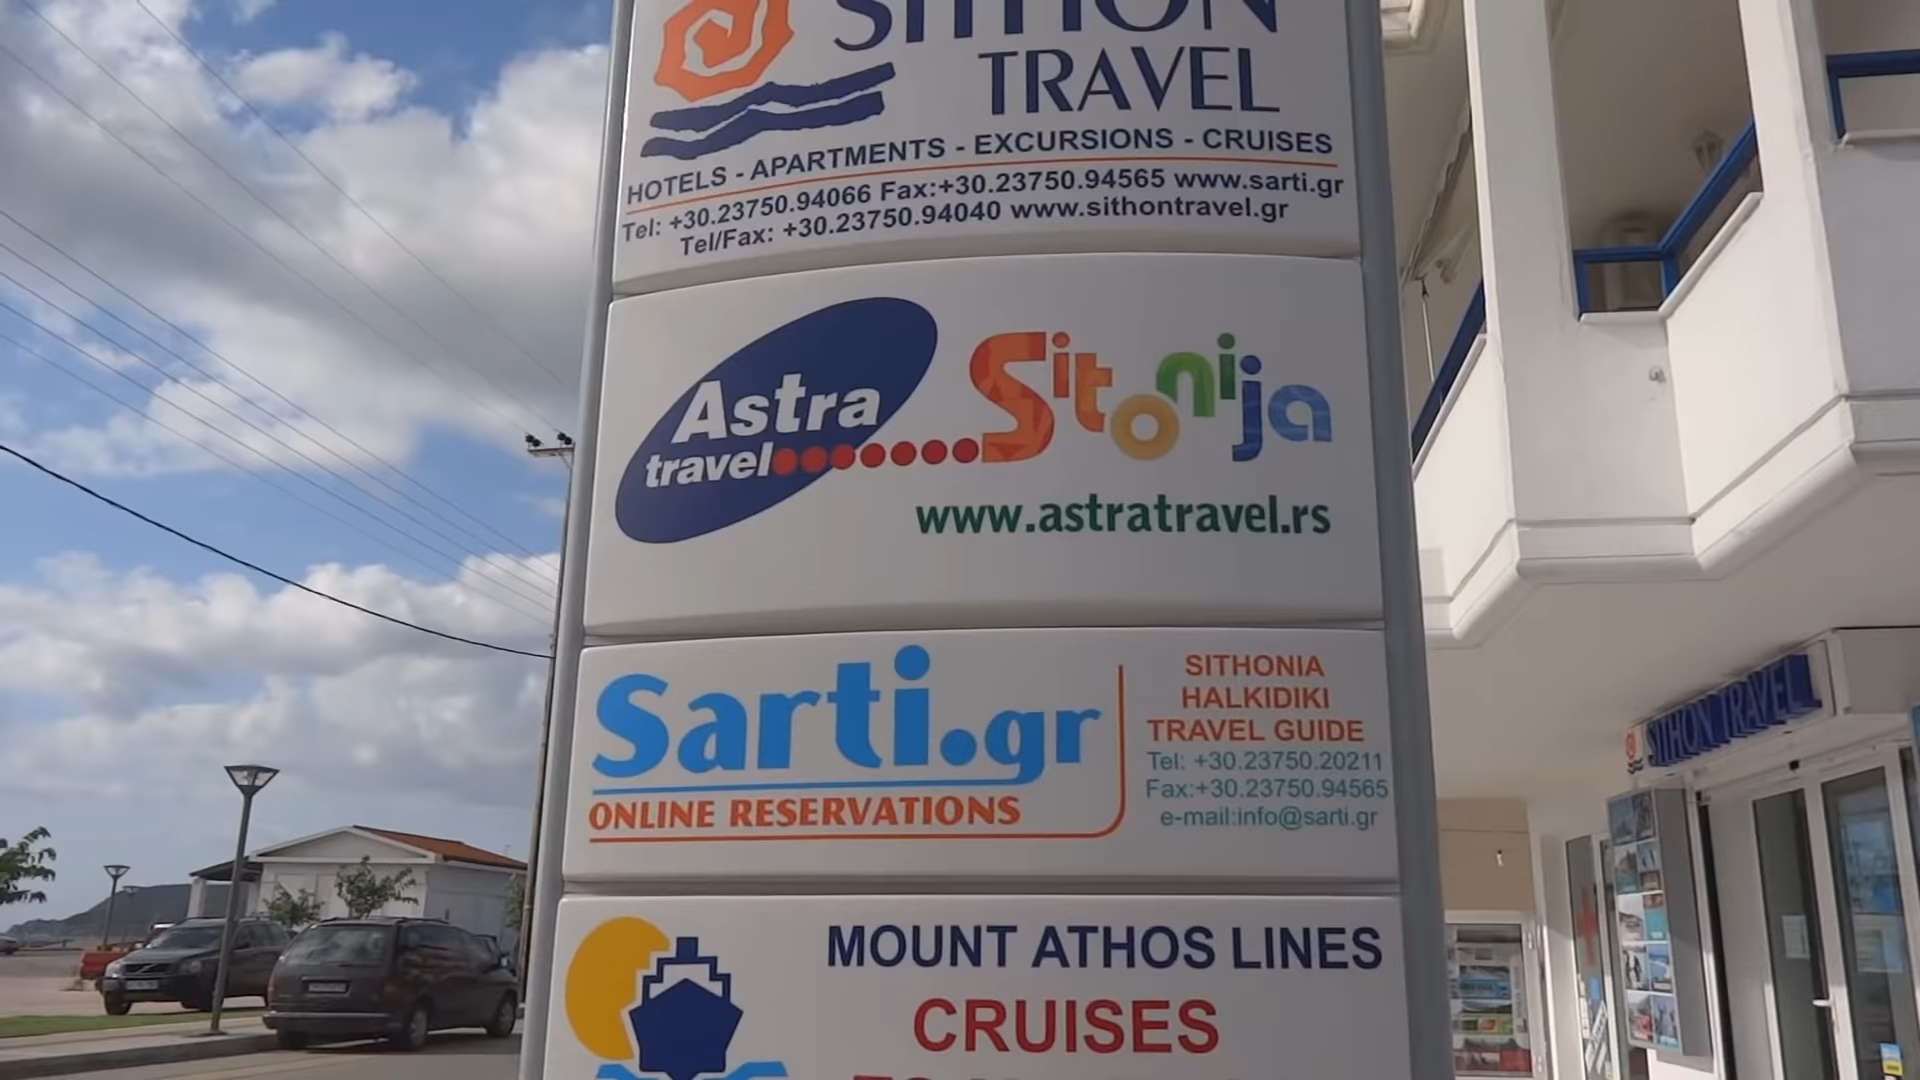 SITHON
TRAVEL
HOTELS - APARTMENTS - EXCURSIONS - CRUISES
Tel: +30.23750.94066 Fax:+30.23750.94565 www.sarti.gr
Tel/Fax: +30.23750.94040 www.sithontravel.gr
Astra
travel
Sitonija
www.astratravel.rs
Sarti.gr
ONLINE RESERVATIONS
SITHONIA
HALKIDIKI
TRAVEL GUIDE
Tel: +30.23750.20211
Fax:+30.23750.94565
e-mail:info@sarti.gr
MOUNT ATHOS LINES
CRUISES
SITHON TRAVEL